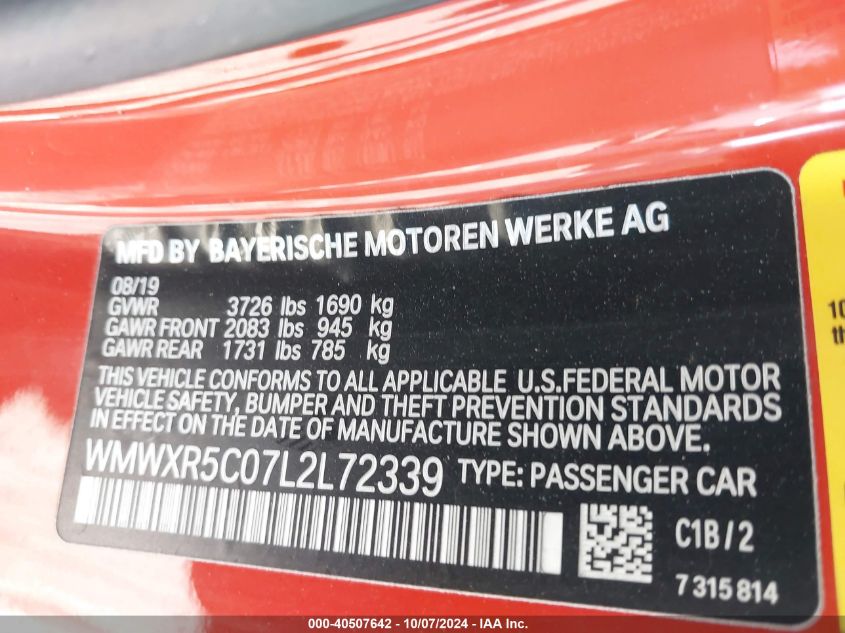 MFD BY BAYERISCHE MOTOREN WERKE AG
08/19
GVWR 3726 lbs 1690 kg
GAWR FRONT 2083 lbs 945 kg
GAWR REAR 1731 lbs 785 kg
THIS VEHICLE CONFORMS TO ALL APPLICABLE U.S.FEDERAL MOTOR
VEHICLE SAFETY, BUMPER AND THEFT PREVENTION STANDARDS
IN EFFECT ON THE DATE OF MANUFACTURE SHOWN ABOVE.
WMWXR5C07L2L72339 TYPE: PASSENGER CAR
C1B/2
7 315 814
10
th
000-40507642 - 10/07/2024 - IAA Inc.